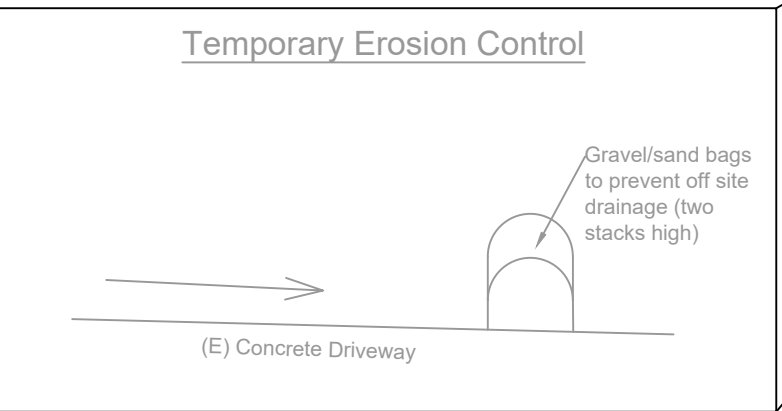 Temporary Erosion Control
Gravel/sand bags
to prevent off site
drainage (two
stacks high)
(E) Concrete Driveway